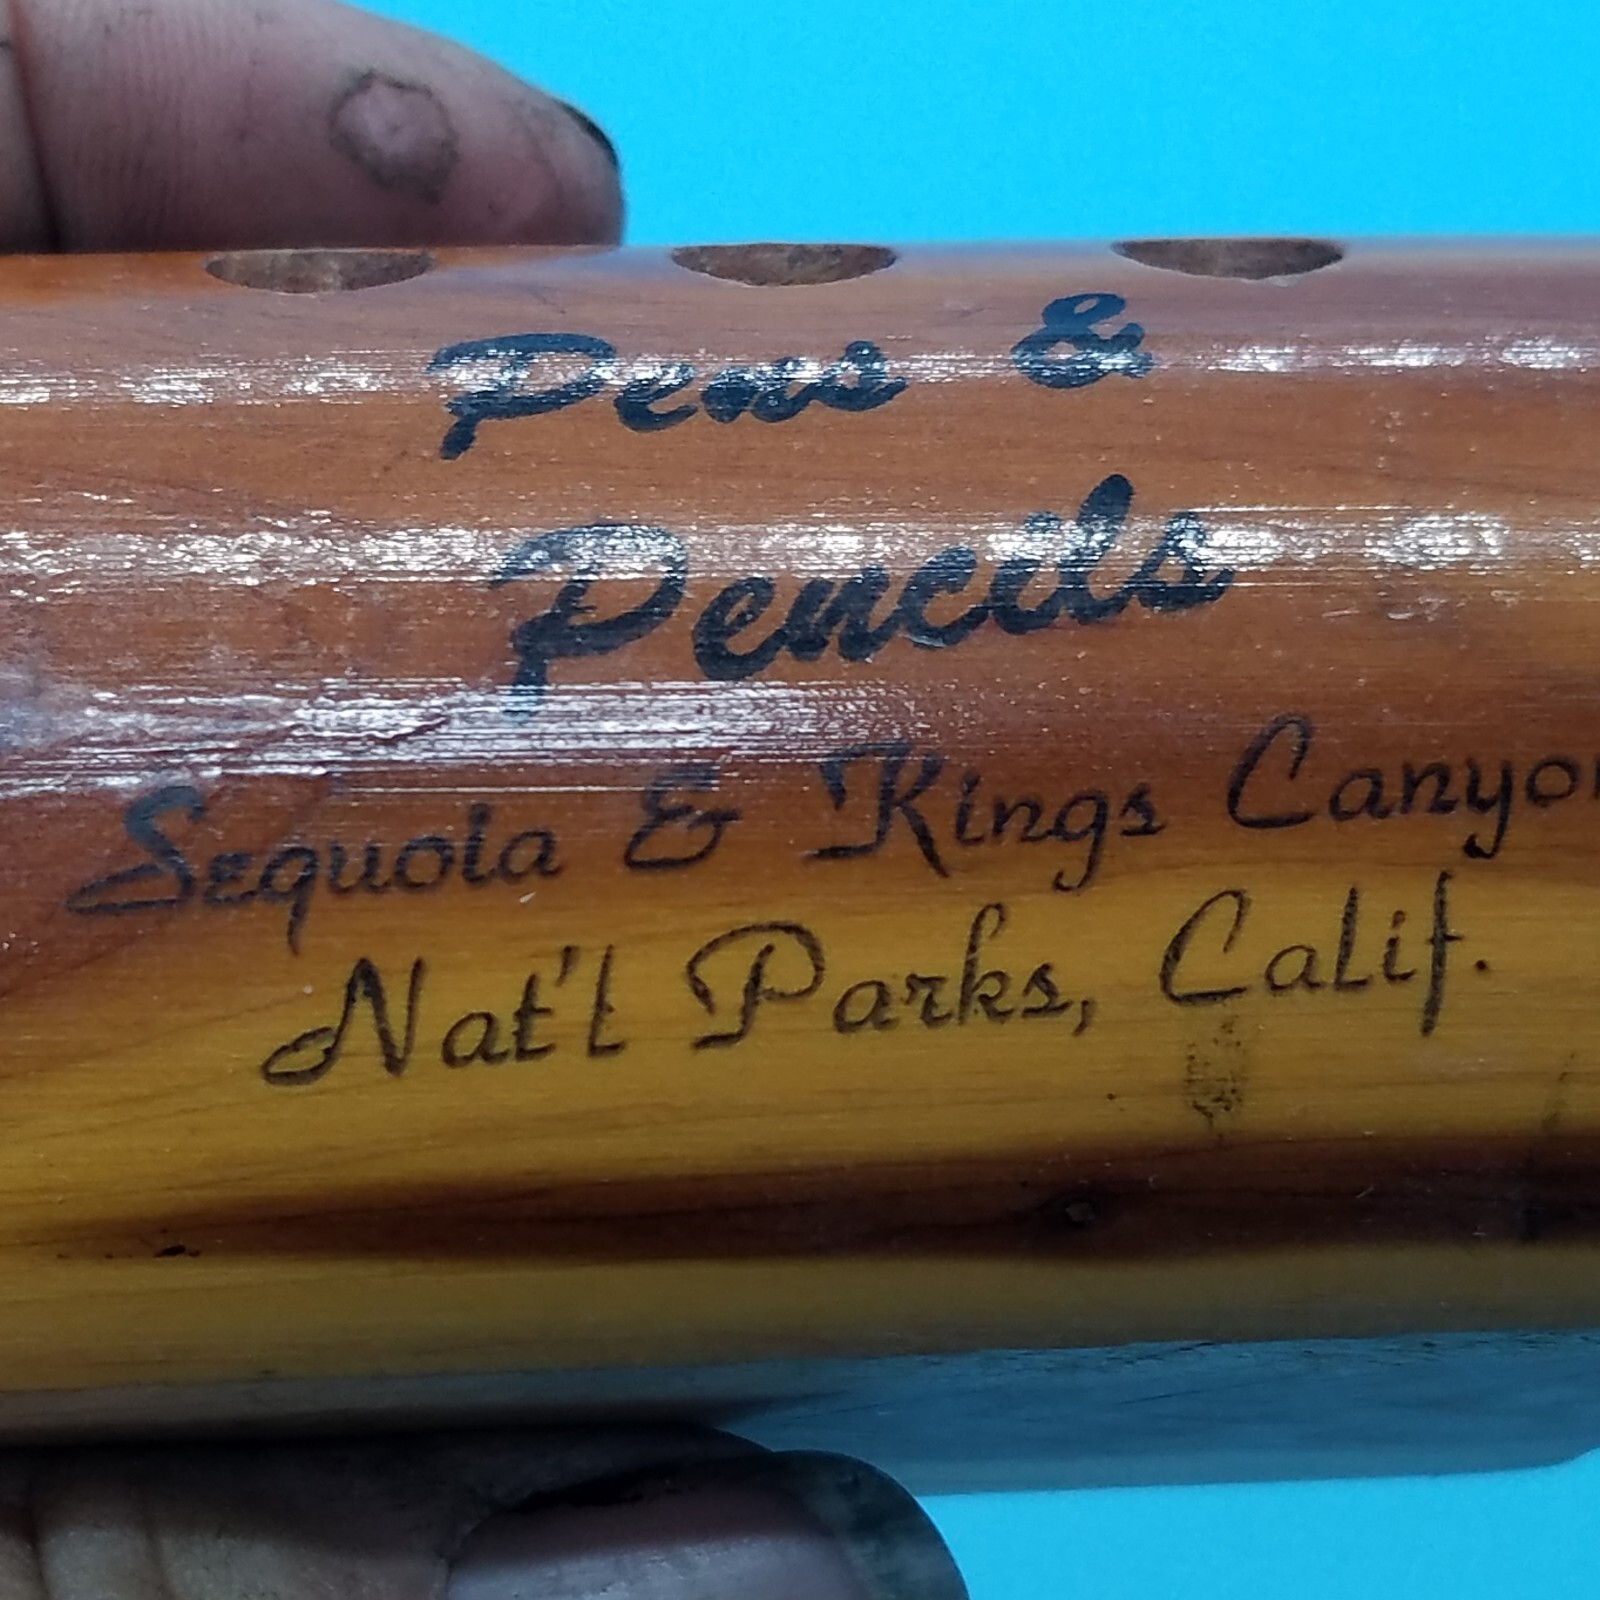 Pens &
Pencils
Sequoia & Kings Canyon
Nat'l Parks, Calif.